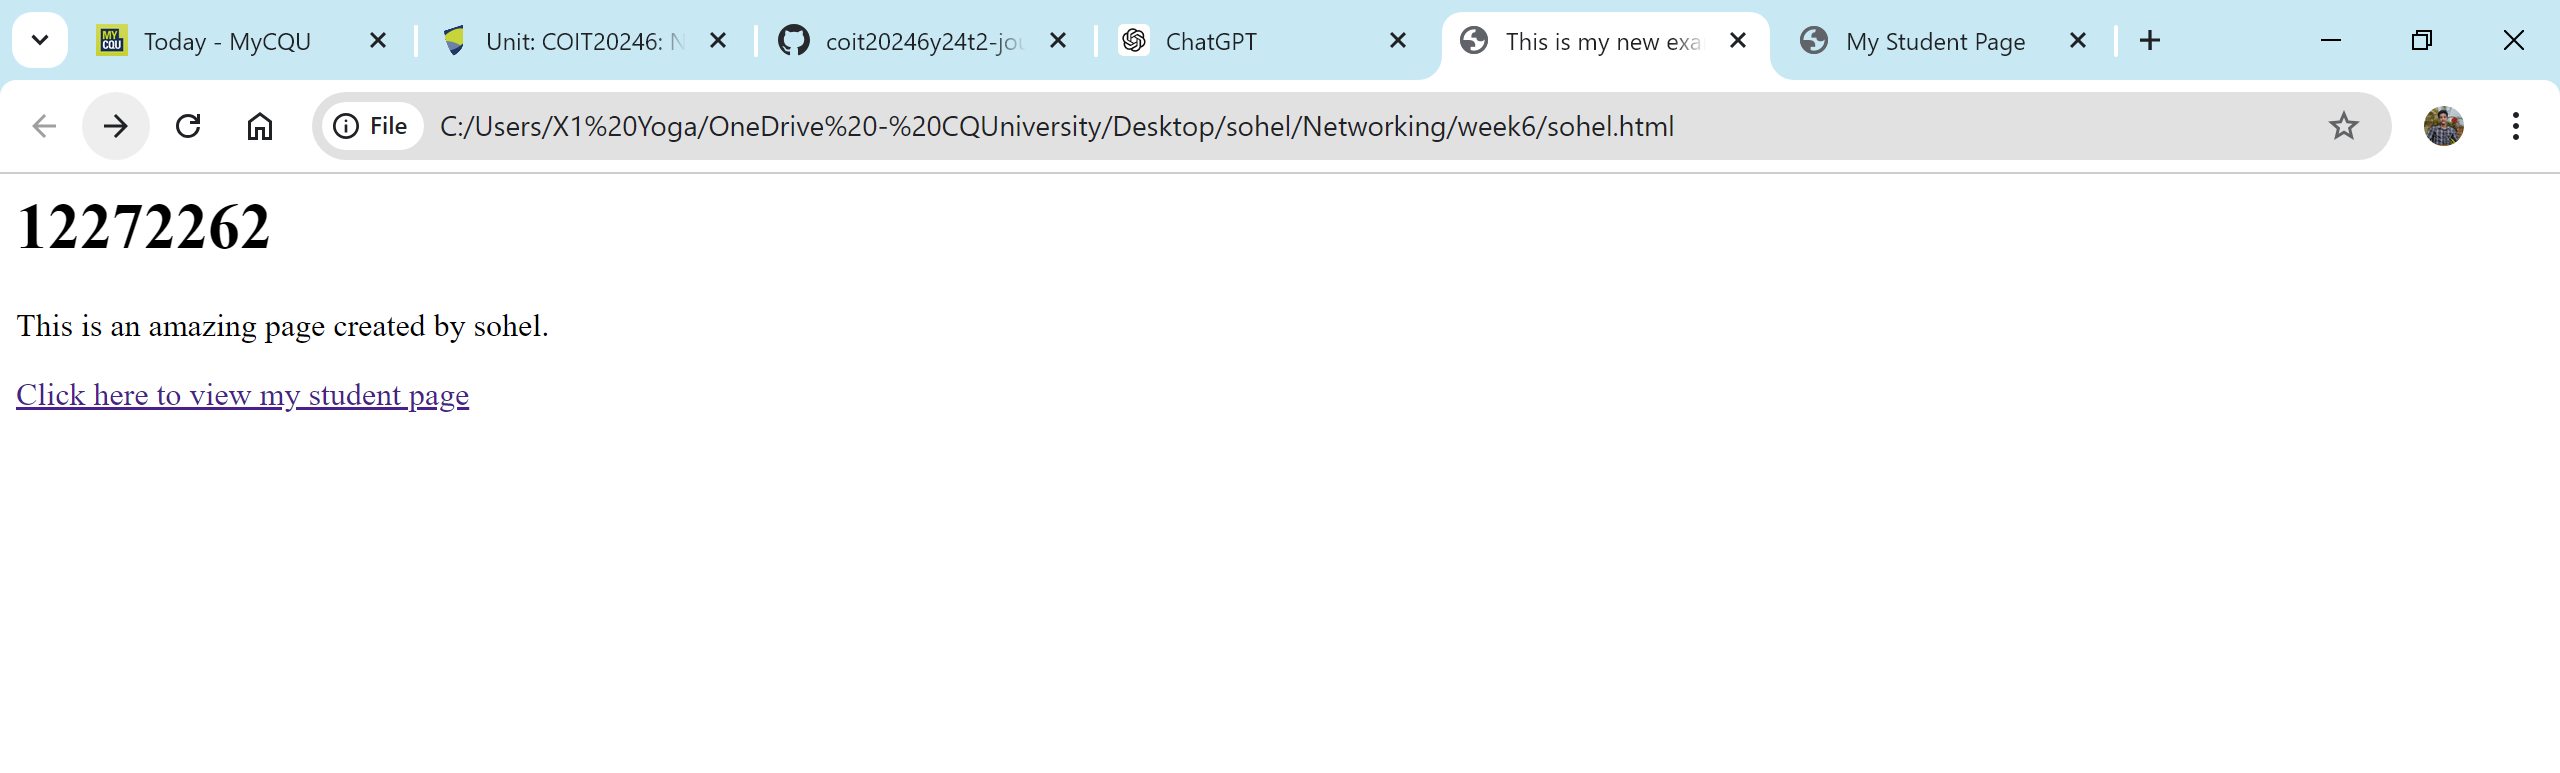 Today - MyCQU
Unit: COIT20246: N
coit20246y24t2-jou
ChatGPT
This is my new exa
My Student Page
File C:/Users/X1%20Yoga/OneDrive%20-%20CQUniversity/Desktop/sohel/Networking/week6/sohel.html
12272262
This is an amazing page created by sohel.
Click here to view my student page